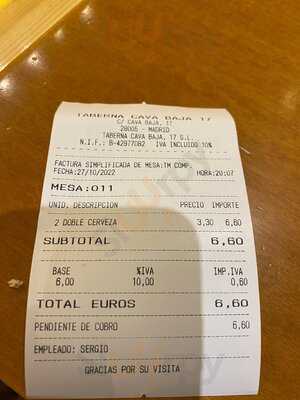 TABERNA CAVA BAJA 17
C/ CAVA BAJA, 17
28005 - MADRID
TABERNA CAVA BAJA, 17 S.L.
N.I.F.: B-42977082 IVA INCLUIDO 10%
FACTURA SIMPLIFICADA DE MESA:TM COMP.
FECHA:27/10/2022 HORA:20:07
MESA:011
UNID. DESCRIPCION PRECIO IMPORTE
2 DOBLE CERVEZA 3,30 6,60
SUBTOTAL 6,60
BASE %IVA IMP.IVA
6,00 10,00 0,60
TOTAL EUROS 6,60
PENDIENTE DE COBRO 6,60
EMPLEADO: SERGIO
GRACIAS POR SU VISITA